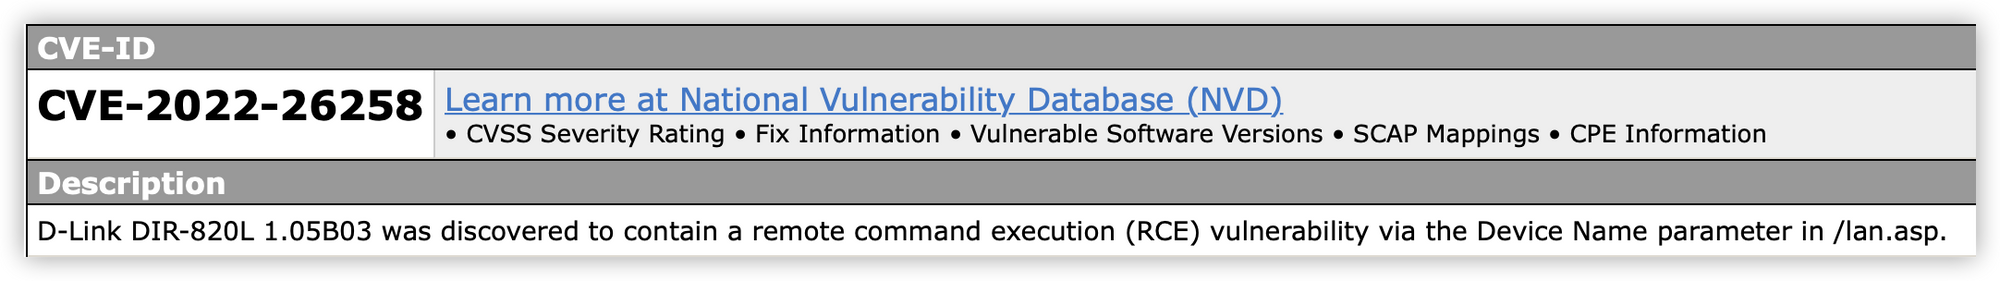 CVE-ID
CVE-2022-26258 Learn more at National Vulnerability Database (NVD)
• CVSS Severity Rating • Fix Information • Vulnerable Software Versions • SCAP Mappings • CPE Information
Description
D-Link DIR-820L 1.05B03 was discovered to contain a remote command execution (RCE) vulnerability via the Device Name parameter in /lan.asp.